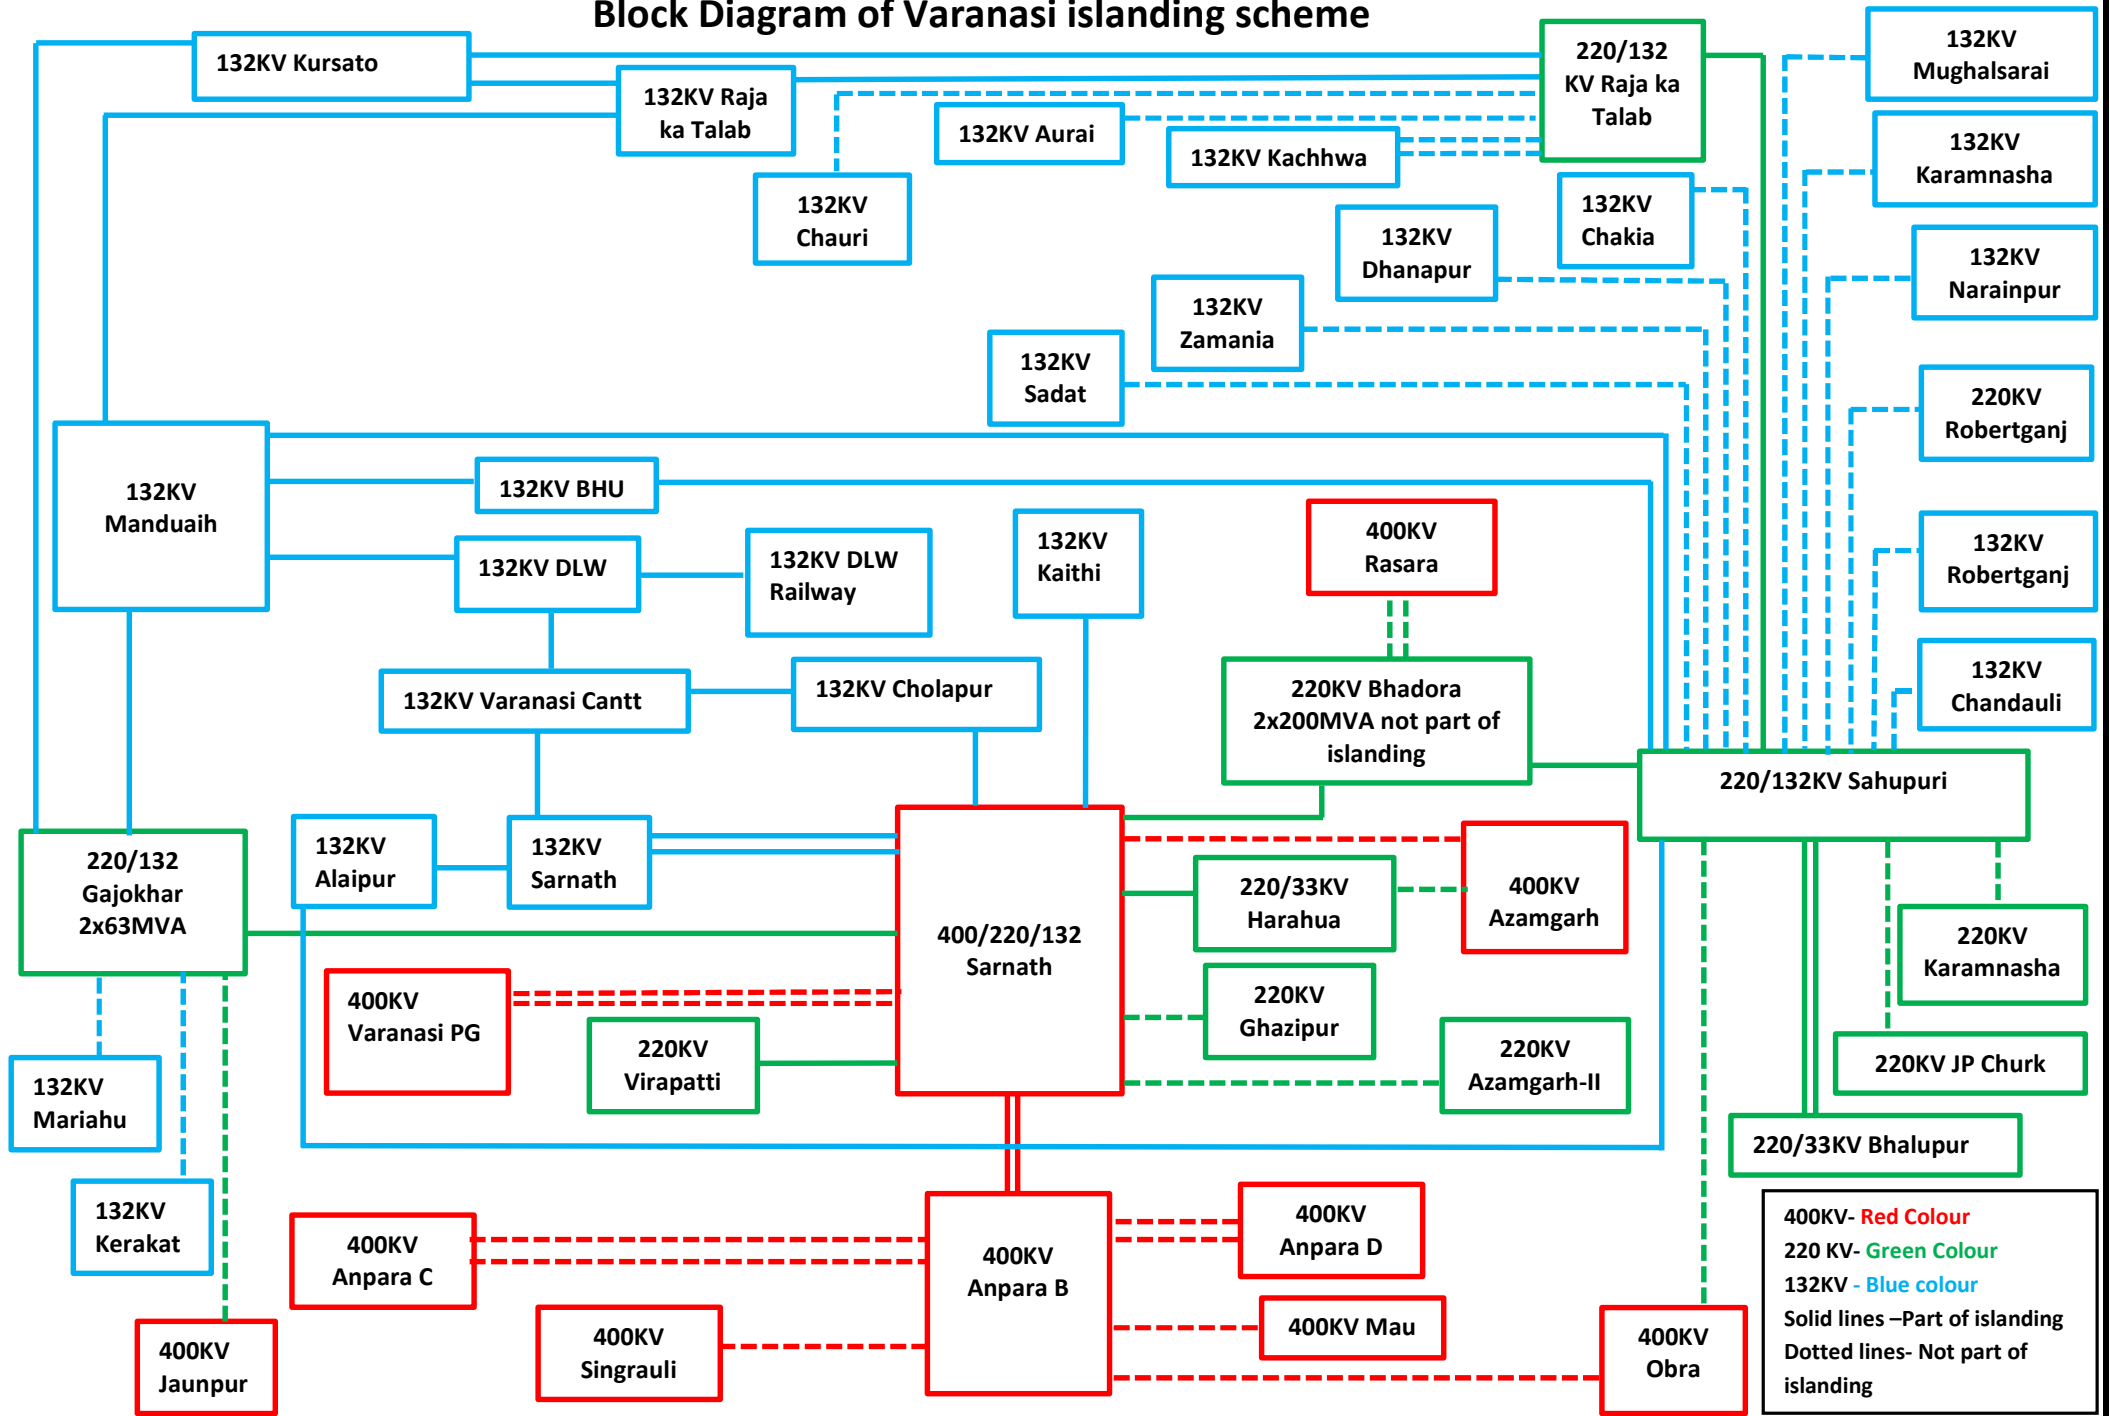 Block Diagram of Varanasi islanding scheme
132KV Kursato
132KV Raja
ka Talab
220/132
KV Raja ka
Talab
132KV
Mughalsarai
132KV Aurai
132KV Kachhwa
132KV
Karamnasha
132KV
Chauri
132KV
Chakia
132KV
Dhanapur
132KV
Narainpur
132KV
Zamania
132KV
Sadat
220KV
Robertganj
132KV
Manduaih
132KV BHU
400KV
Rasara
132KV
Kaithi
132KV DLW
132KV DLW
Railway
132KV
Robertganj
132KV Varanasi Cantt
132KV Cholapur
220KV Bhadora
2x200MVA not part of
islanding
132KV
Chandauli
220/132KV Sahupuri
220/132
Gajokhar
2x63MVA
132KV
Alaipur
132KV
Sarnath
400/220/132
Sarnath
220/33KV
Harahua
400KV
Azamgarh
220KV
Karamnasha
400KV
Varanasi PG
220KV
Virapatti
220KV
Ghazipur
220KV
Azamgarh-II
220KV JP Churk
132KV
Mariahu
220/33KV Bhalupur
132KV
Kerakat
400KV
Anpara C
400KV
Anpara B
400KV
Anpara D
400KV
Jaunpur
400KV
Singrauli
400KV Mau
400KV
Obra
400KV- Red Colour
220 KV- Green Colour
132KV - Blue colour
Solid lines –Part of islanding
Dotted lines- Not part of
islanding